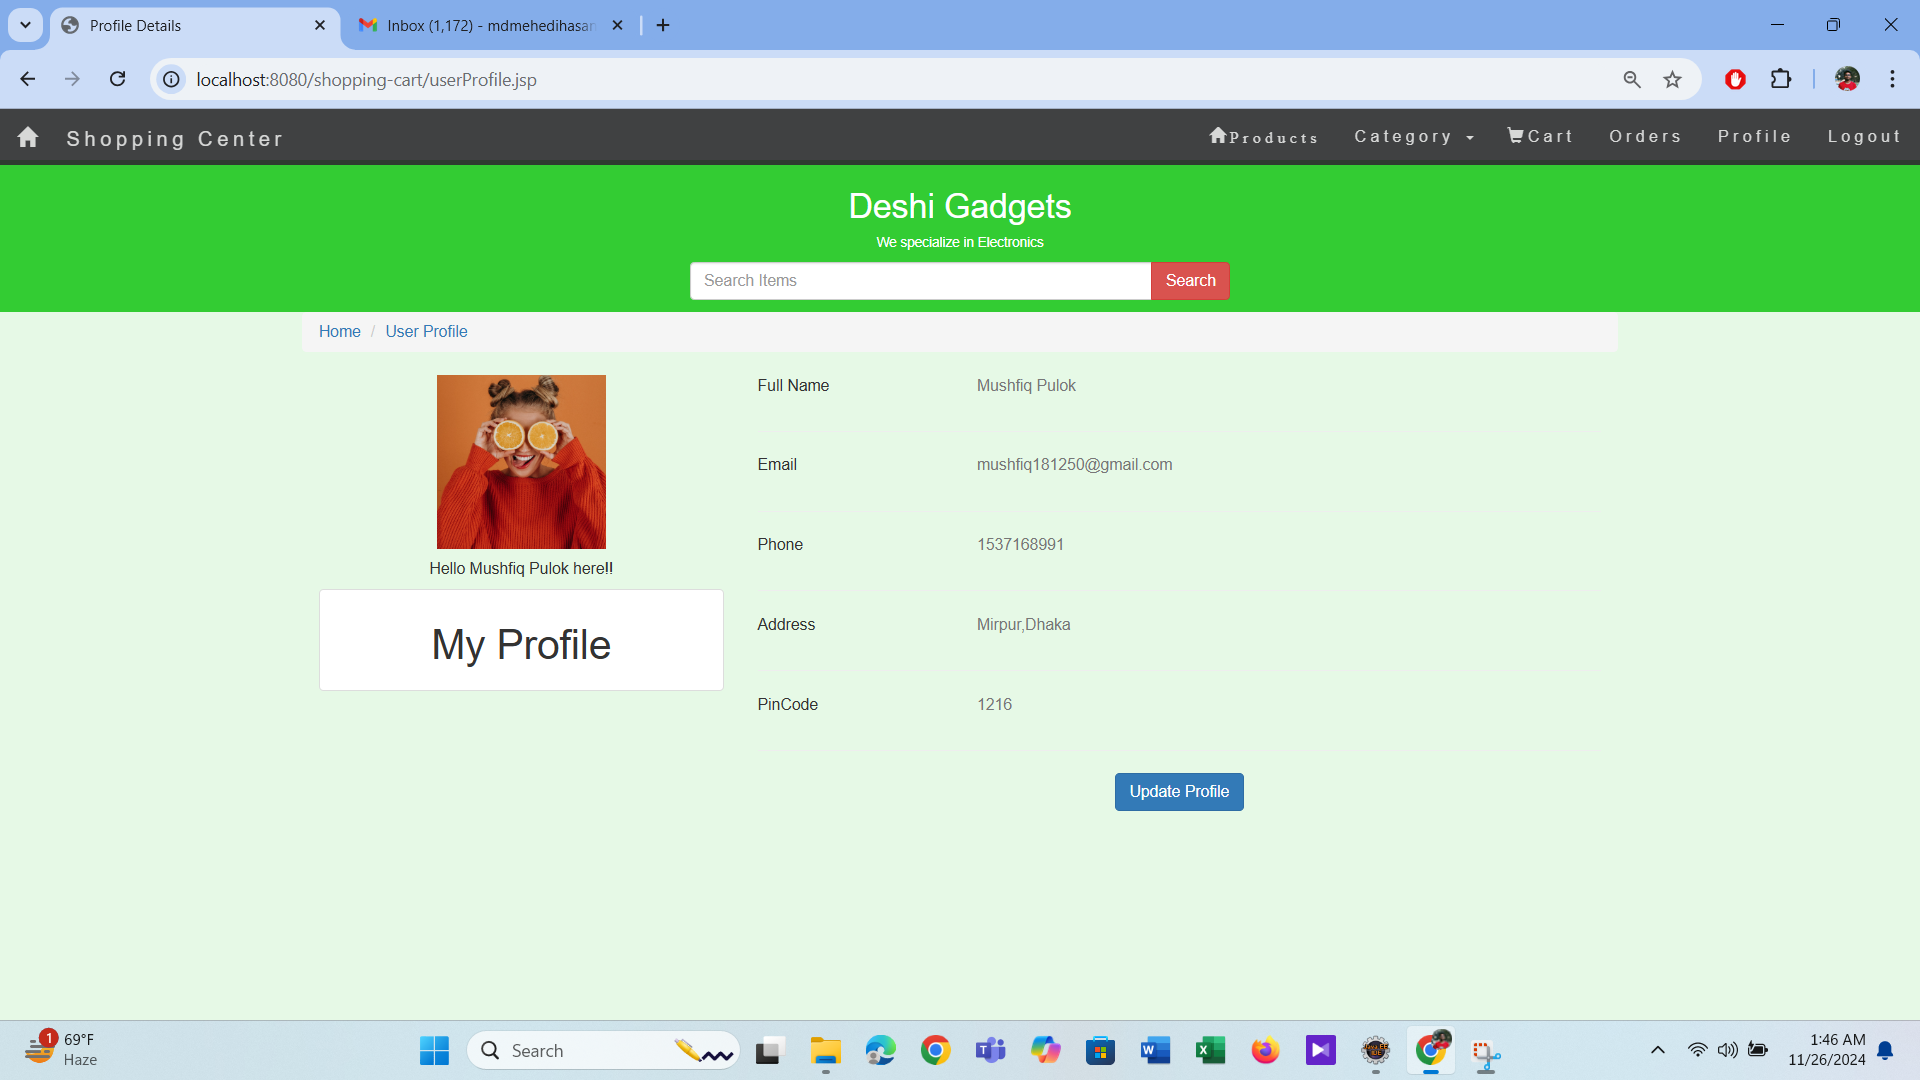 Profile Details
Inbox (1,172) - mdmehedihasan
localhost:8080/shopping-cart/userProfile.jsp
Shopping Center
Products Category Cart Orders Profile Logout
Deshi Gadgets
We specialize in Electronics
Search Items Search
Home / User Profile
Full Name Mushfiq Pulok
Email mushfiq181250@gmail.com
Phone 1537168991
Hello Mushfiq Pulok here!!
Address Mirpur,Dhaka
My Profile
PinCode 1216
Update Profile
1
69°F
Haze
Search
1:46 AM
11/26/2024